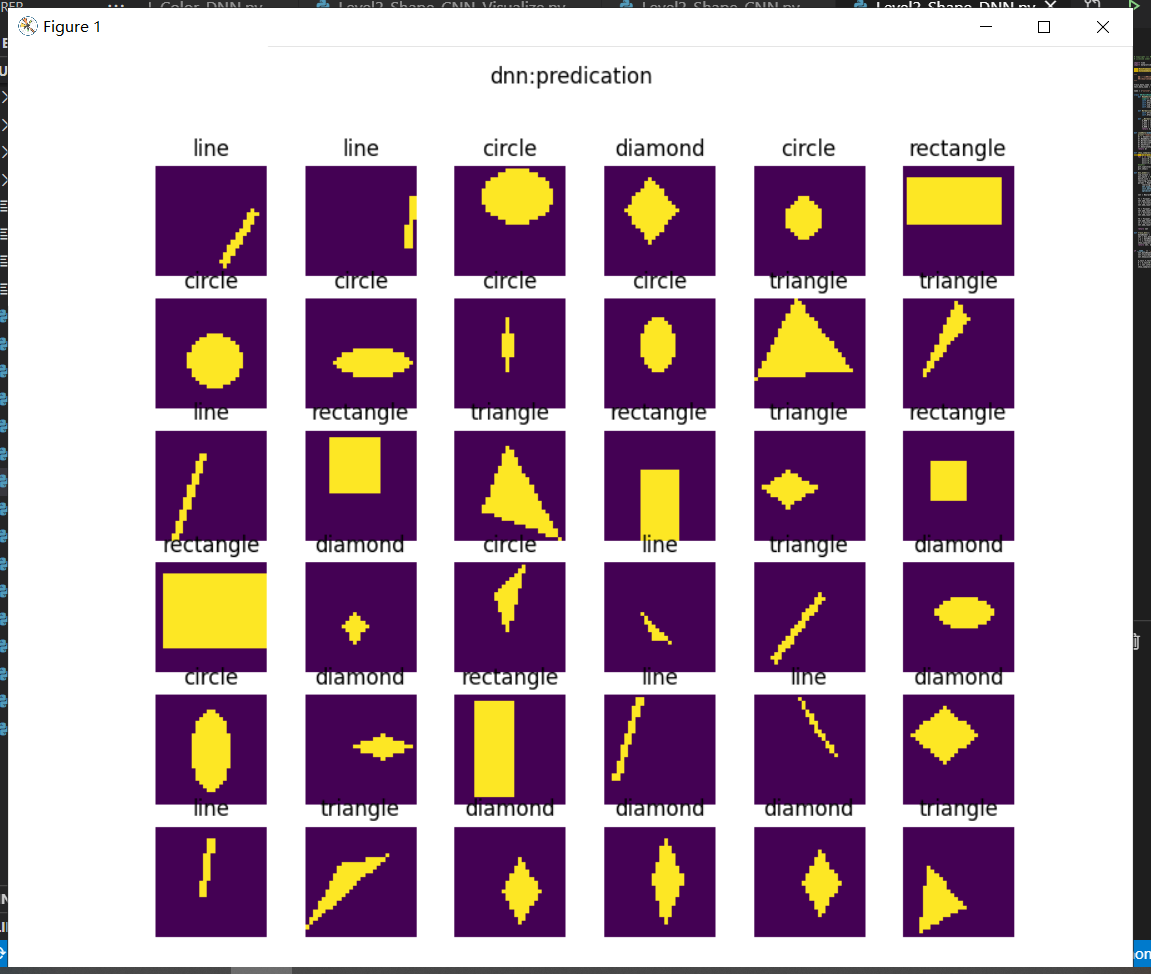 Figure 1
dnn:predication
line line circle diamond circle rectangle
circle circle circle circle triangle triangle
line rectangle triangle rectangle triangle rectangle
rectangle diamond circle line triangle diamond
circle diamond rectangle line line diamond
line triangle diamond diamond diamond triangle